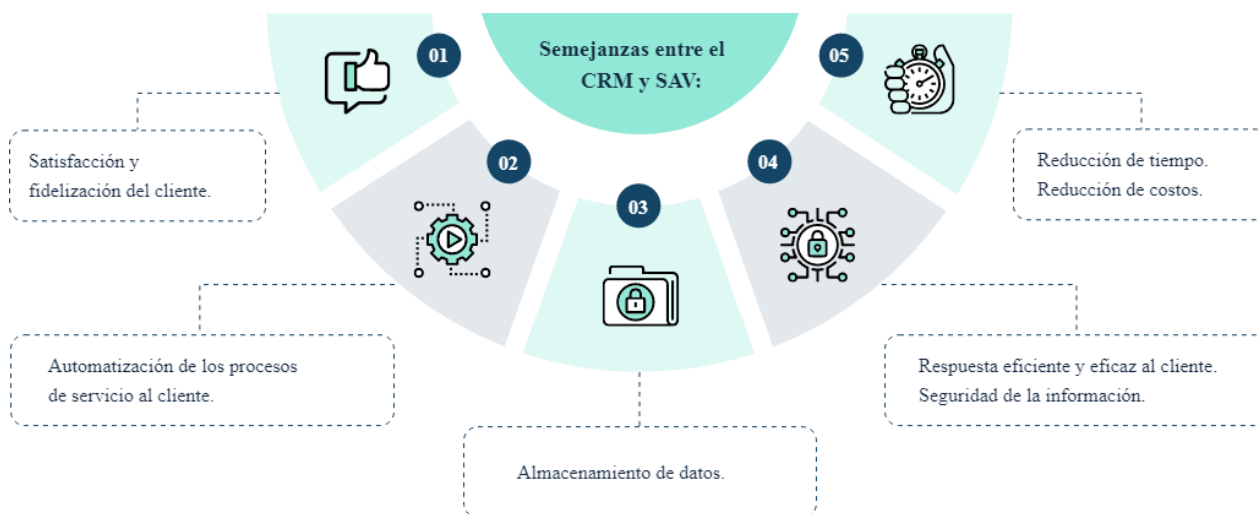 Semejanzas entre el
CRM y SAV:
01
Satisfacción y
fidelización del cliente.
02
Automatización de los procesos
de servicio al cliente.
03
Almacenamiento de datos.
04
Respuesta eficiente y eficaz al cliente.
Seguridad de la información.
05
Reducción de tiempo.
Reducción de costos.